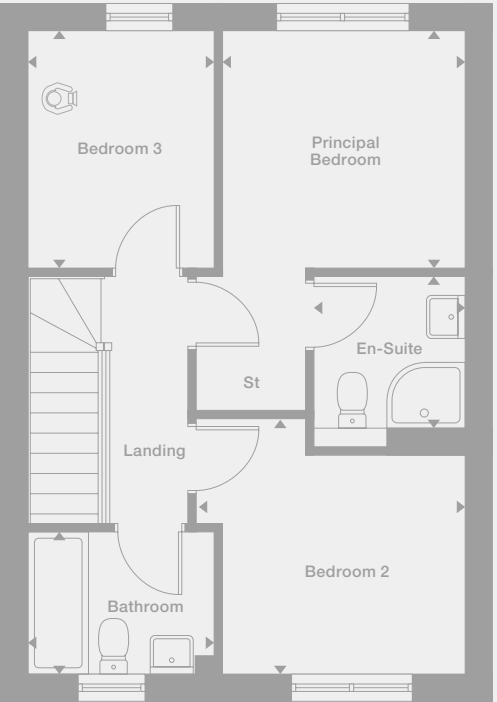 Bedroom 3
Principal
Bedroom
En-Suite
St
Landing
Bedroom 2
Bathroom